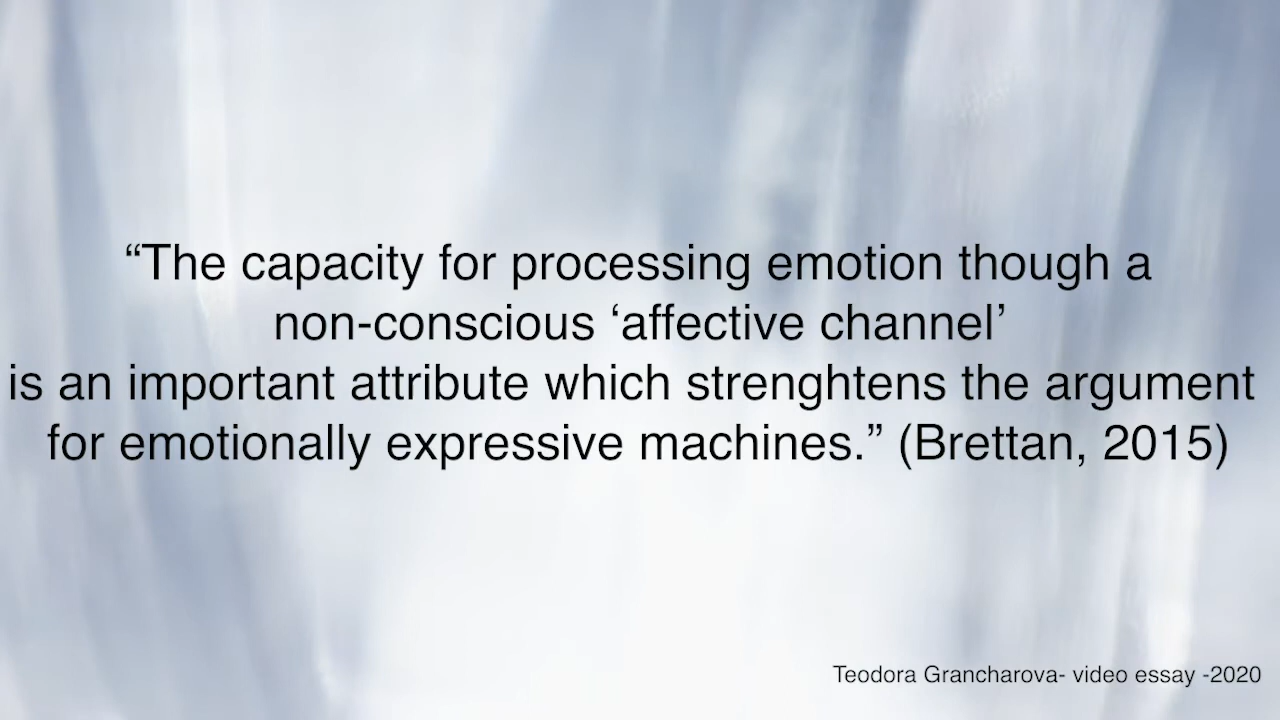 “The capacity for processing emotion though a
non-conscious ‘affective channel’
is an important attribute which strenghtens the argument
for emotionally expressive machines.” (Brettan, 2015)
Teodora Grancharova- video essay -2020